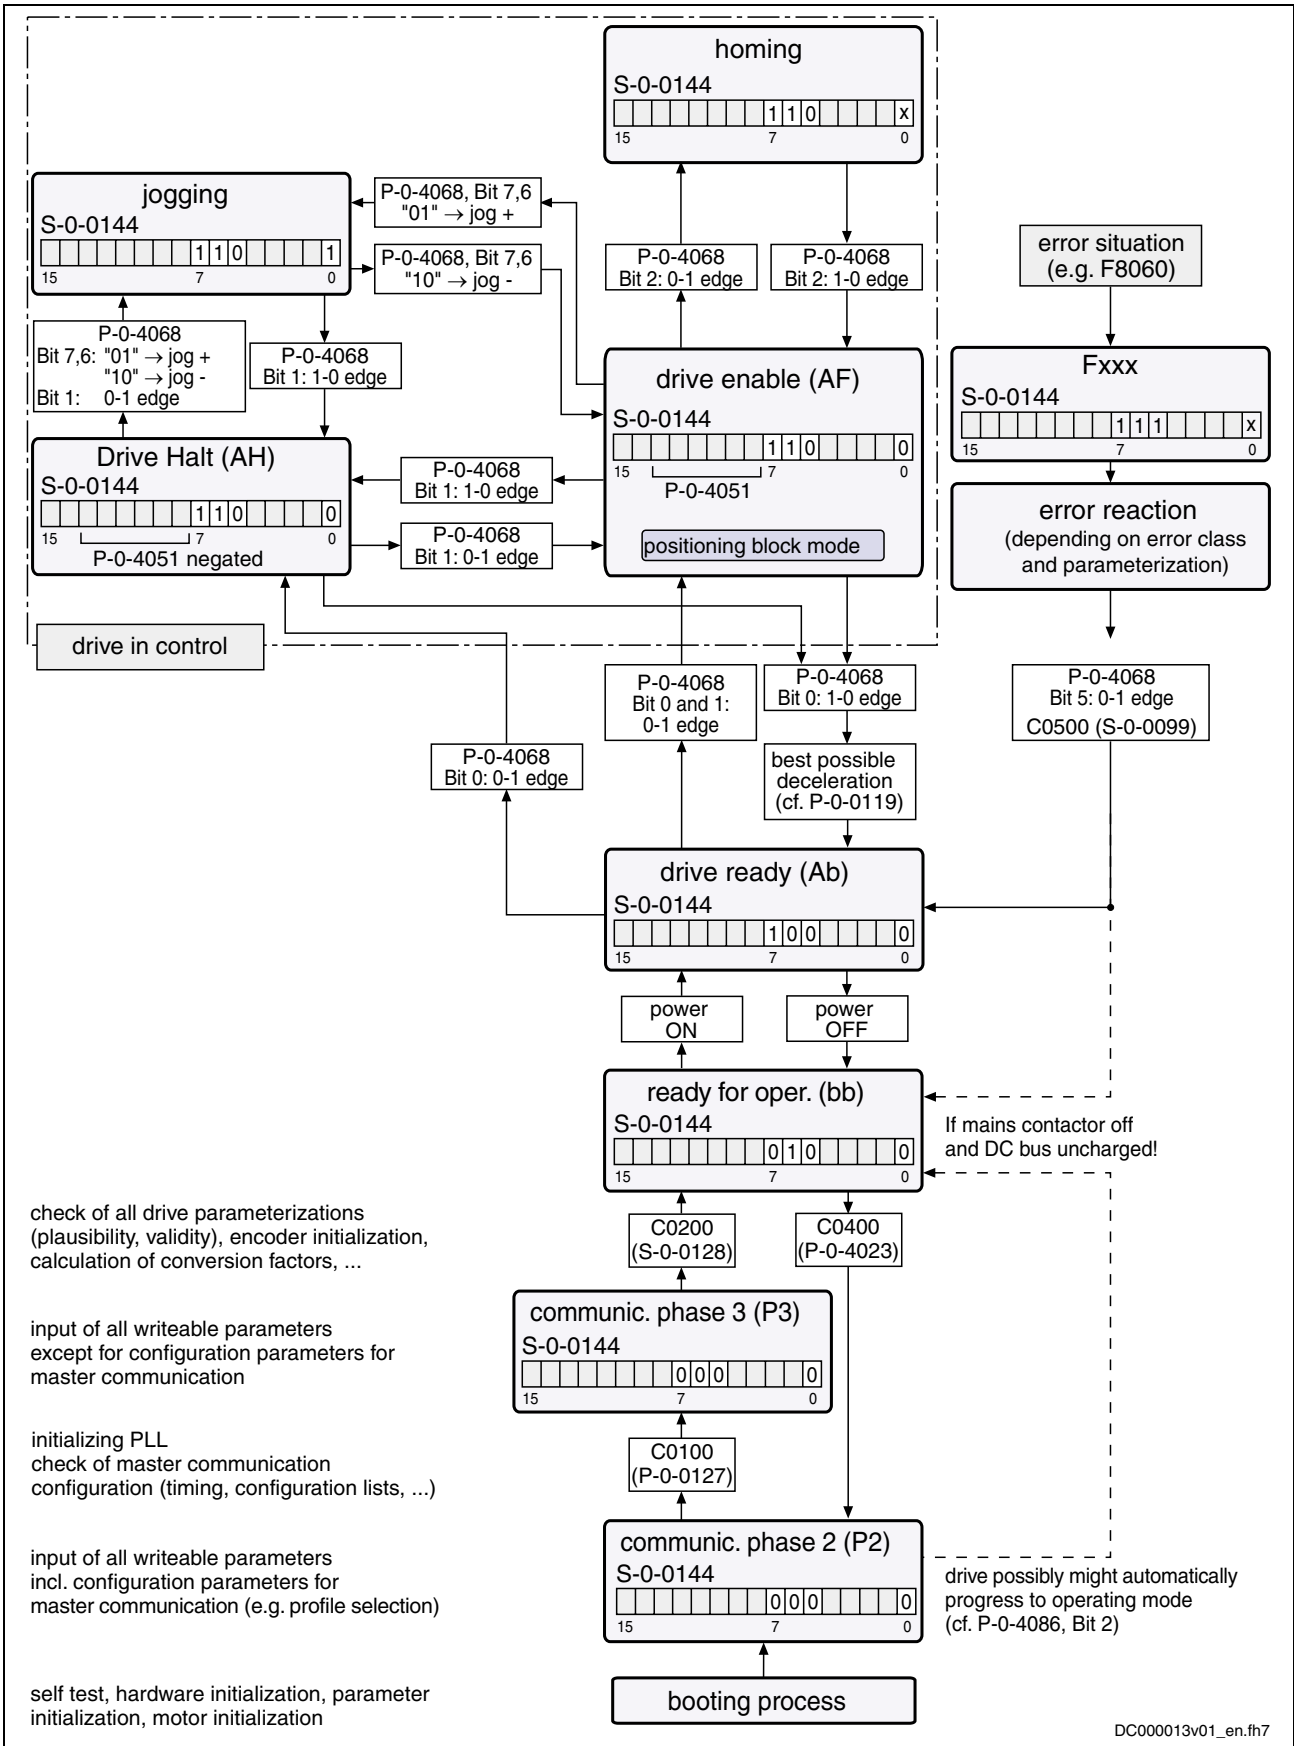 homing
S-0-0144
1 1 0 x
15 7 0
jogging
S-0-0144
1 1 0 1
15 7 0
P-0-4068, Bit 7,6
"01" → jog +
P-0-4068, Bit 7,6
"10" → jog -
P-0-4068
Bit 2: 0-1 edge
P-0-4068
Bit 2: 1-0 edge
error situation
(e.g. F8060)
P-0-4068
Bit 7,6: "01" → jog +
"10" → jog -
Bit 1: 0-1 edge
P-0-4068
Bit 1: 1-0 edge
drive enable (AF)
S-0-0144
1 1 0 0
15 7 0
P-0-4051
positioning block mode
Fxxx
S-0-0144
1 1 1 x
15 7 0
Drive Halt (AH)
S-0-0144
1 1 0 0
15 7 0
P-0-4051 negated
P-0-4068
Bit 1: 1-0 edge
P-0-4068
Bit 1: 0-1 edge
error reaction
(depending on error class
and parameterization)
drive in control
P-0-4068
Bit 0: 0-1 edge
P-0-4068
Bit 0 and 1:
0-1 edge
P-0-4068
Bit 0: 1-0 edge
best possible
deceleration
(cf. P-0-0119)
P-0-4068
Bit 5: 0-1 edge
C0500 (S-0-0099)
drive ready (Ab)
S-0-0144
1 0 0 0
15 7 0
power
ON
power
OFF
ready for oper. (bb)
S-0-0144
0 1 0 0
15 7 0
If mains contactor off
and DC bus uncharged!
check of all drive parameterizations
(plausibility, validity), encoder initialization,
calculation of conversion factors, ...
C0200
(S-0-0128)
C0400
(P-0-4023)
input of all writeable parameters
except for configuration parameters for
master communication
communic. phase 3 (P3)
S-0-0144
0 0 0 0
15 7 0
initializing PLL
check of master communication
configuration (timing, configuration lists, ...)
C0100
(P-0-0127)
input of all writeable parameters
incl. configuration parameters for
master communication (e.g. profile selection)
communic. phase 2 (P2)
S-0-0144
0 0 0 0
15 7 0
drive possibly might automatically
progress to operating mode
(cf. P-0-4086, Bit 2)
self test, hardware initialization, parameter
initialization, motor initialization
booting process
DC000013v01_en.fh7